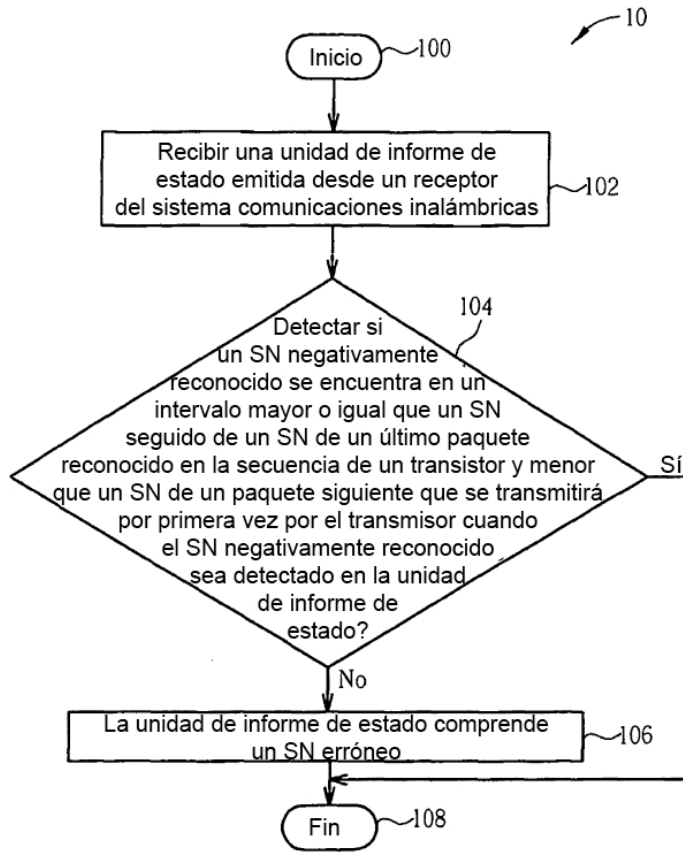 10
Inicio
100
Recibir una unidad de informe de
estado emitida desde un receptor
del sistema comunicaciones inalámbricas
102
104
Detectar si
un SN negativamente
reconocido se encuentra en un
intervalo mayor o igual que un SN
seguido de un SN de un último paquete
reconocido en la secuencia de un transistor y menor
que un SN de un paquete siguiente que se transmitirá
por primera vez por el transmisor cuando
el SN negativamente reconocido
sea detectado en la unidad
de informe de
estado?
Sí
No
La unidad de informe de estado comprende
un SN erróneo
106
Fin
108